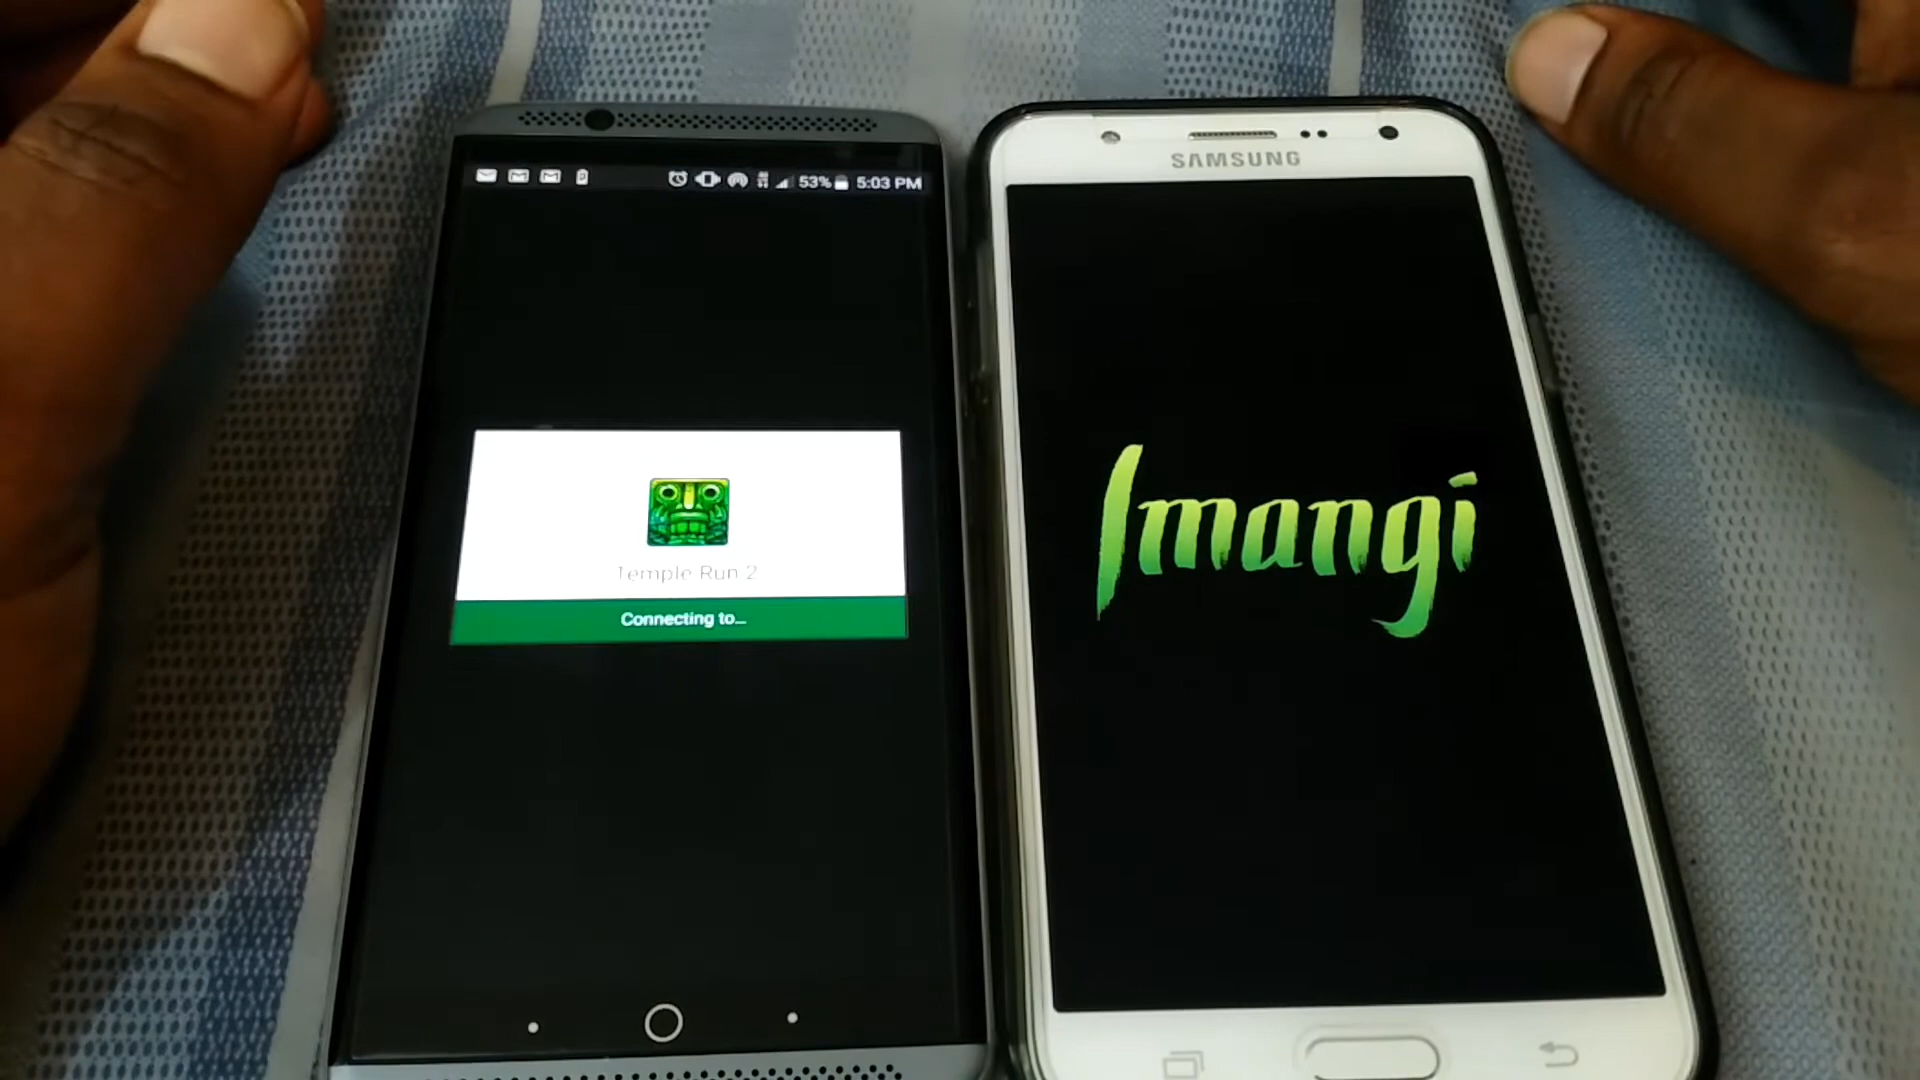 53% 5:03 PM
Temple Run 2
Connecting to...
SAMSUNG
Imangi